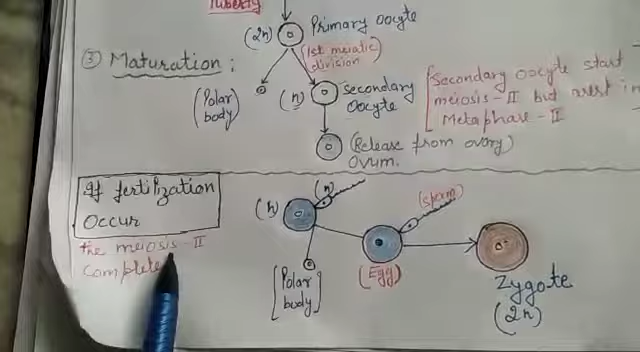 Puberty
(2n)
Primary oocyte
(1st meiotic)
division
③ Maturation :
(Polar
body)
(n)
Secondary
oocyte
Secondary oocyte start
meiosis-II but arrest in
Metaphase-II
(Release from ovary)
Ovum.
If fertilization
Occur
the meiosis-II
complete
(n)
(n)
(sperm)
[Polar
body]
(Egg)
Zygote
(2n)